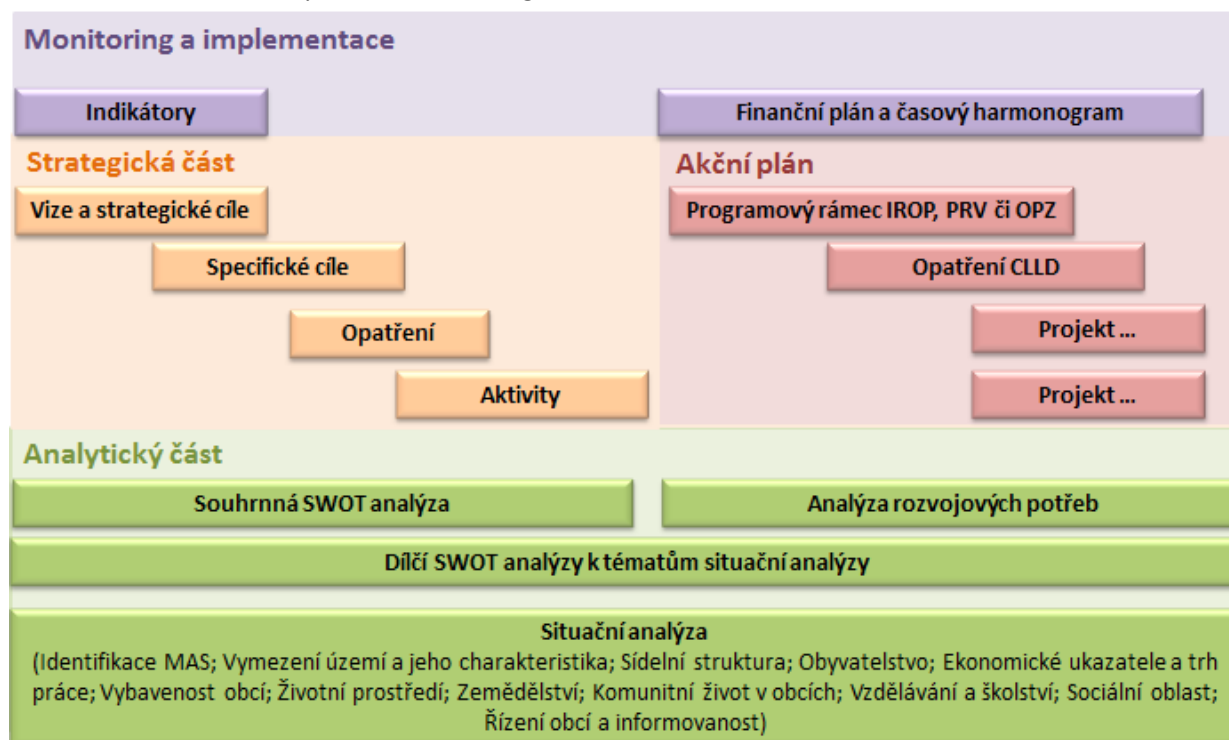 Monitoring a implementace
Indikátory
Finanční plán a časový harmonogram
Strategická část
Akční plán
Vize a strategické cíle
Programový rámec IROP, PRV či OPZ
Specifické cíle
Opatření CLLD
Opatření
Projekt ...
Aktivity
Projekt ...
Analytický část
Souhrnná SWOT analýza
Analýza rozvojových potřeb
Dílčí SWOT analýzy k tématům situační analýzy
Situační analýza
(Identifikace MAS; Vymezení území a jeho charakteristika; Sídelní struktura; Obyvatelstvo; Ekonomické ukazatele a trh
práce; Vybavenost obcí; Životní prostředí; Zemědělství; Komunitní život v obcích; Vzdělávání a školství; Sociální oblast;
Řízení obcí a informovanost)